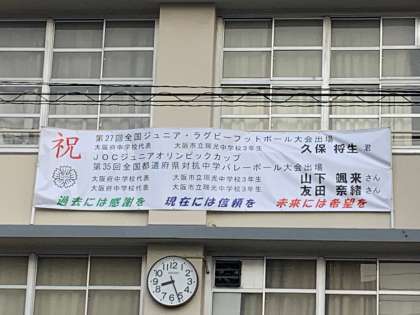 祝
第27回全国ジュニア・ラグビーフットボール大会出場
大阪府中学校代表 大阪市立瑞光中学校3年生 久保 将生 君
JOCジュニアオリンピックカップ
第35回全国都道府県対抗中学バレーボール大会出場
大阪府中学校代表 大阪市立瑞光中学校3年生 山下 颯来 さん
大阪府中学校代表 大阪市立瑞光中学校3年生 友田 奈緒 さん
過去には感謝を 現在には信頼を 未来には希望を